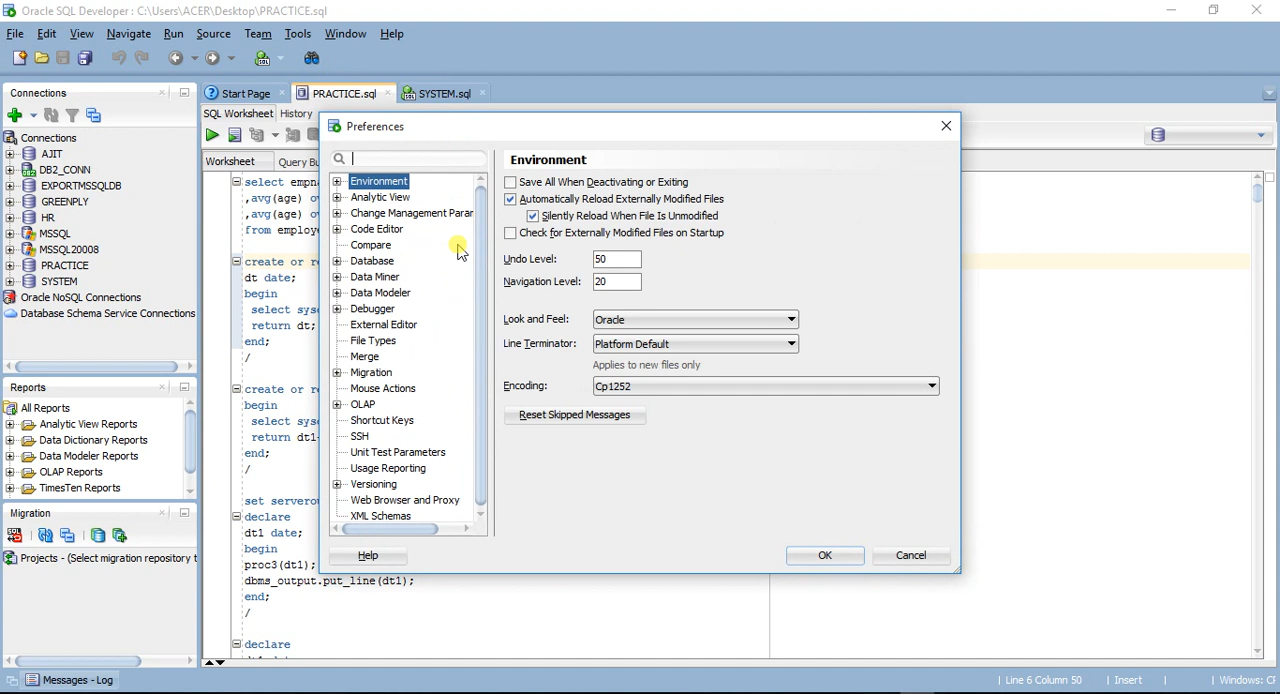 Oracle SQL Developer : C:\Users\ACER\Desktop\PRACTICE.sql
File Edit View Navigate Run Source Team Tools Window Help
Connections
Connections
AJIT
DB2_CONN
EXPORTMSSQLDB
GREENPLY
HR
MSSQL
MSSQL20008
PRACTICE
SYSTEM
Oracle NoSQL Connections
Database Schema Service Connections
Reports
All Reports
Analytic View Reports
Data Dictionary Reports
Data Modeler Reports
OLAP Reports
TimesTen Reports
Migration
Projects - (Select migration repository t
Start Page PRACTICE.sql SYSTEM.sql
SQL Worksheet History
Worksheet Query Bu
select empna
,avg(age) ov
,avg(age) ov
from employe
create or re
dt date;
begin
select sysd
return dt;
end;
/
create or re
begin
select sysd
return dt1
end;
/
set serverou
declare
dt1 date;
begin
proc3(dt1);
dbms_output.put_line(dt1);
end;
/
declare
Preferences
Environment
Analytic View
Change Management Parar
Code Editor
Compare
Database
Data Miner
Data Modeler
Debugger
External Editor
File Types
Merge
Migration
Mouse Actions
OLAP
Shortcut Keys
SSH
Unit Test Parameters
Usage Reporting
Versioning
Web Browser and Proxy
XML Schemas
Environment
Save All When Deactivating or Exiting
Automatically Reload Externally Modified Files
Silently Reload When File Is Unmodified
Check for Externally Modified Files on Startup
Undo Level: 50
Navigation Level: 20
Look and Feel: Oracle
Line Terminator: Platform Default
Applies to new files only
Encoding: Cp1252
Reset Skipped Messages
Help OK Cancel
Messages - Log
Line 6 Column 50 Insert Windows: CF